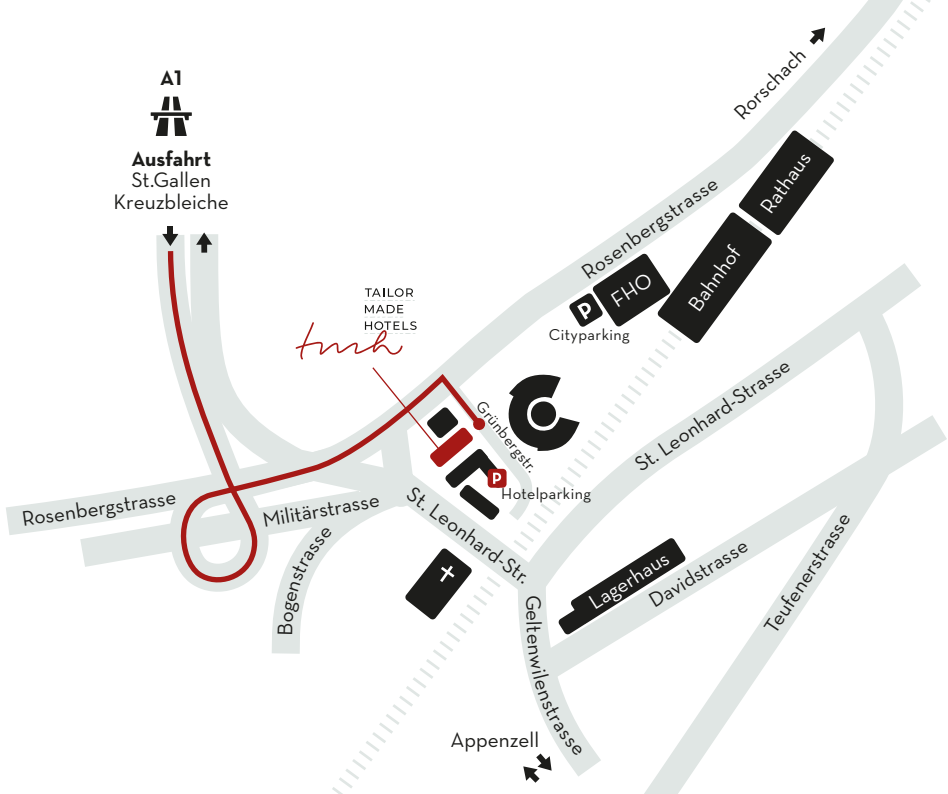 A1
Ausfahrt
St.Gallen
Kreuzbleiche
Rorschach
Rathaus
Rosenbergstrasse
Bahnhof
FHO
P
Cityparking
TAILOR
MADE
HOTELS
tmh
Grünbergstr.
St. Leonhard-Strasse
P
Hotelparking
Rosenbergstrasse
Militärstrasse
St. Leonhard-Str.
Bogenstrasse
Lagerhaus
Davidstrasse
Teufenerstrasse
Geltenwilenstrasse
Appenzell